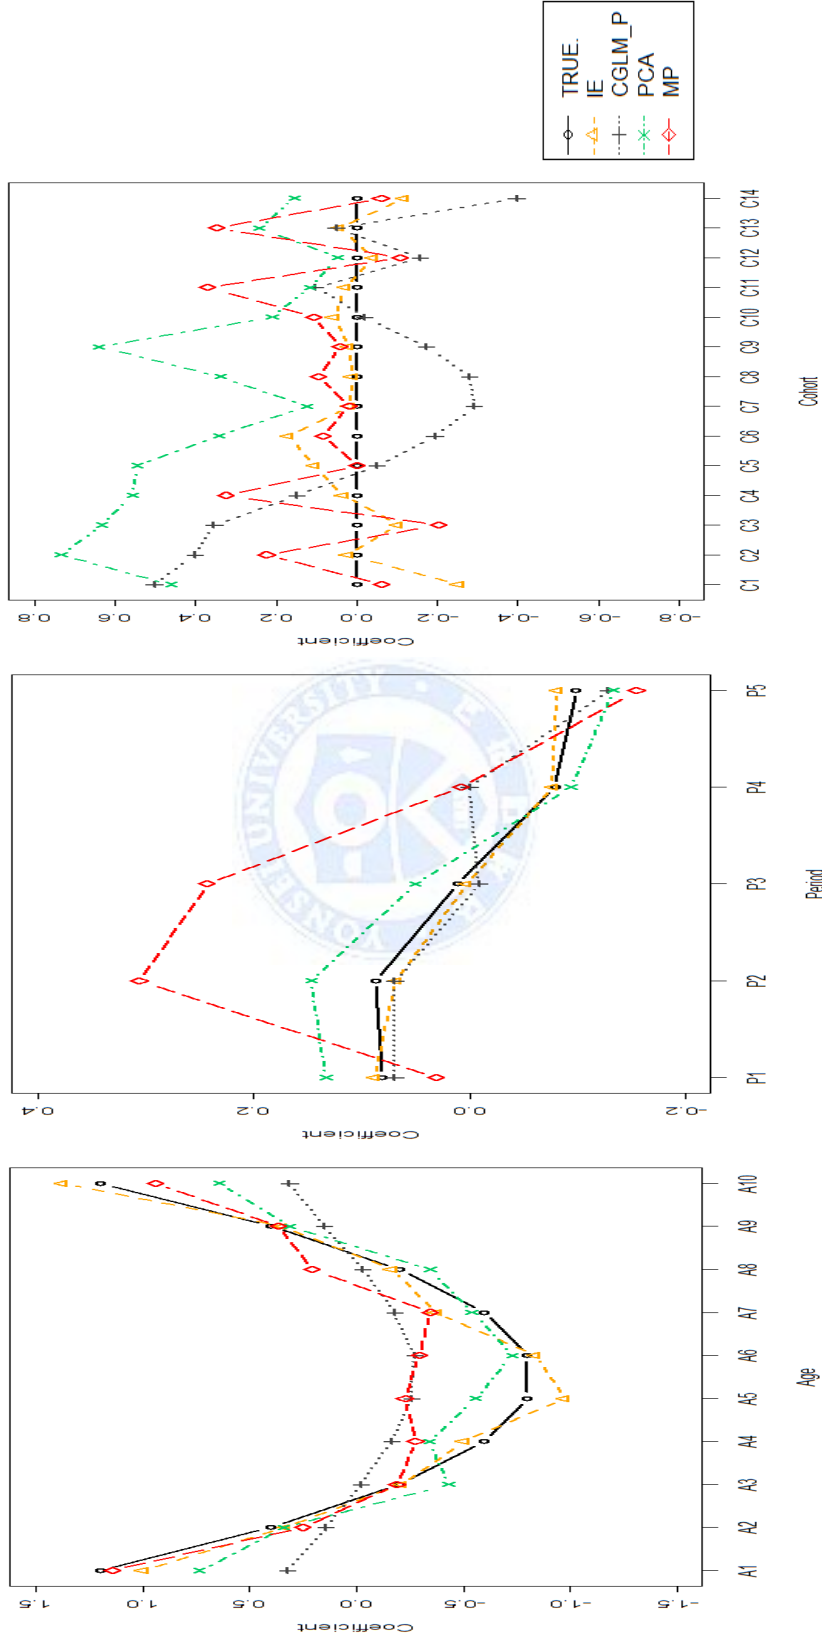 Coefficient
1.5
1.0
0.5
0.0
-0.5
-1.0
-1.5
A1 A2 A3 A4 A5 A6 A7 A8 A9 A10
Age
Coefficient
0.4
0.2
0.0
-0.2
P1 P2 P3 P4 P5
Period
YONSEI UNIVERSITY
Coefficient
0.8
0.6
0.4
0.2
0.0
-0.2
-0.4
-0.6
-0.8
C1 C2 C3 C4 C5 C6 C7 C8 C9 C10 C11 C12 C13 C14
Cohort
TRUE.
IE
CGLM_P
PCA
MP